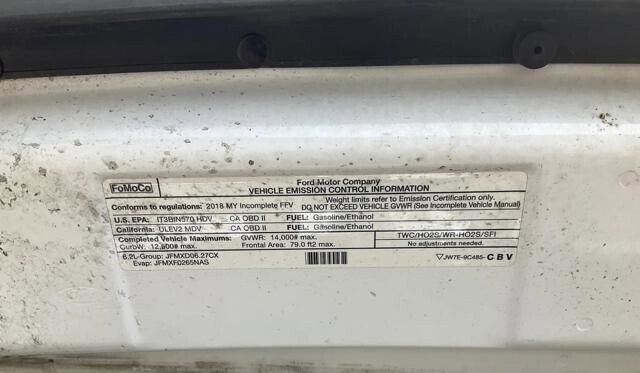 FoMoCo
Ford Motor Company
VEHICLE EMISSION CONTROL INFORMATION
Conforms to regulations: 2018 MY Incomplete FFV
Weight limits refer to Emission Certification only.
DO NOT EXCEED VEHICLE GVWR (See Incomplete Vehicle Manual)
U.S. EPA: IT3BIN570 HDV CA OBD II FUEL: Gasoline/Ethanol
California: ULEV2 MDV CA OBD II FUEL: Gasoline/Ethanol
Completed Vehicle Maximums: GVWR: 14,000# max.
CurbW: 12,600# max. Frontal Area: 79.0 ft2 max.
TWC/HO2S/WR-HO2S/SFI
No adjustments needed.
6.2L-Group: JFMXD06.27CX
Evap: JFMXF0265NAS
▽JW7E-9C485- CBV